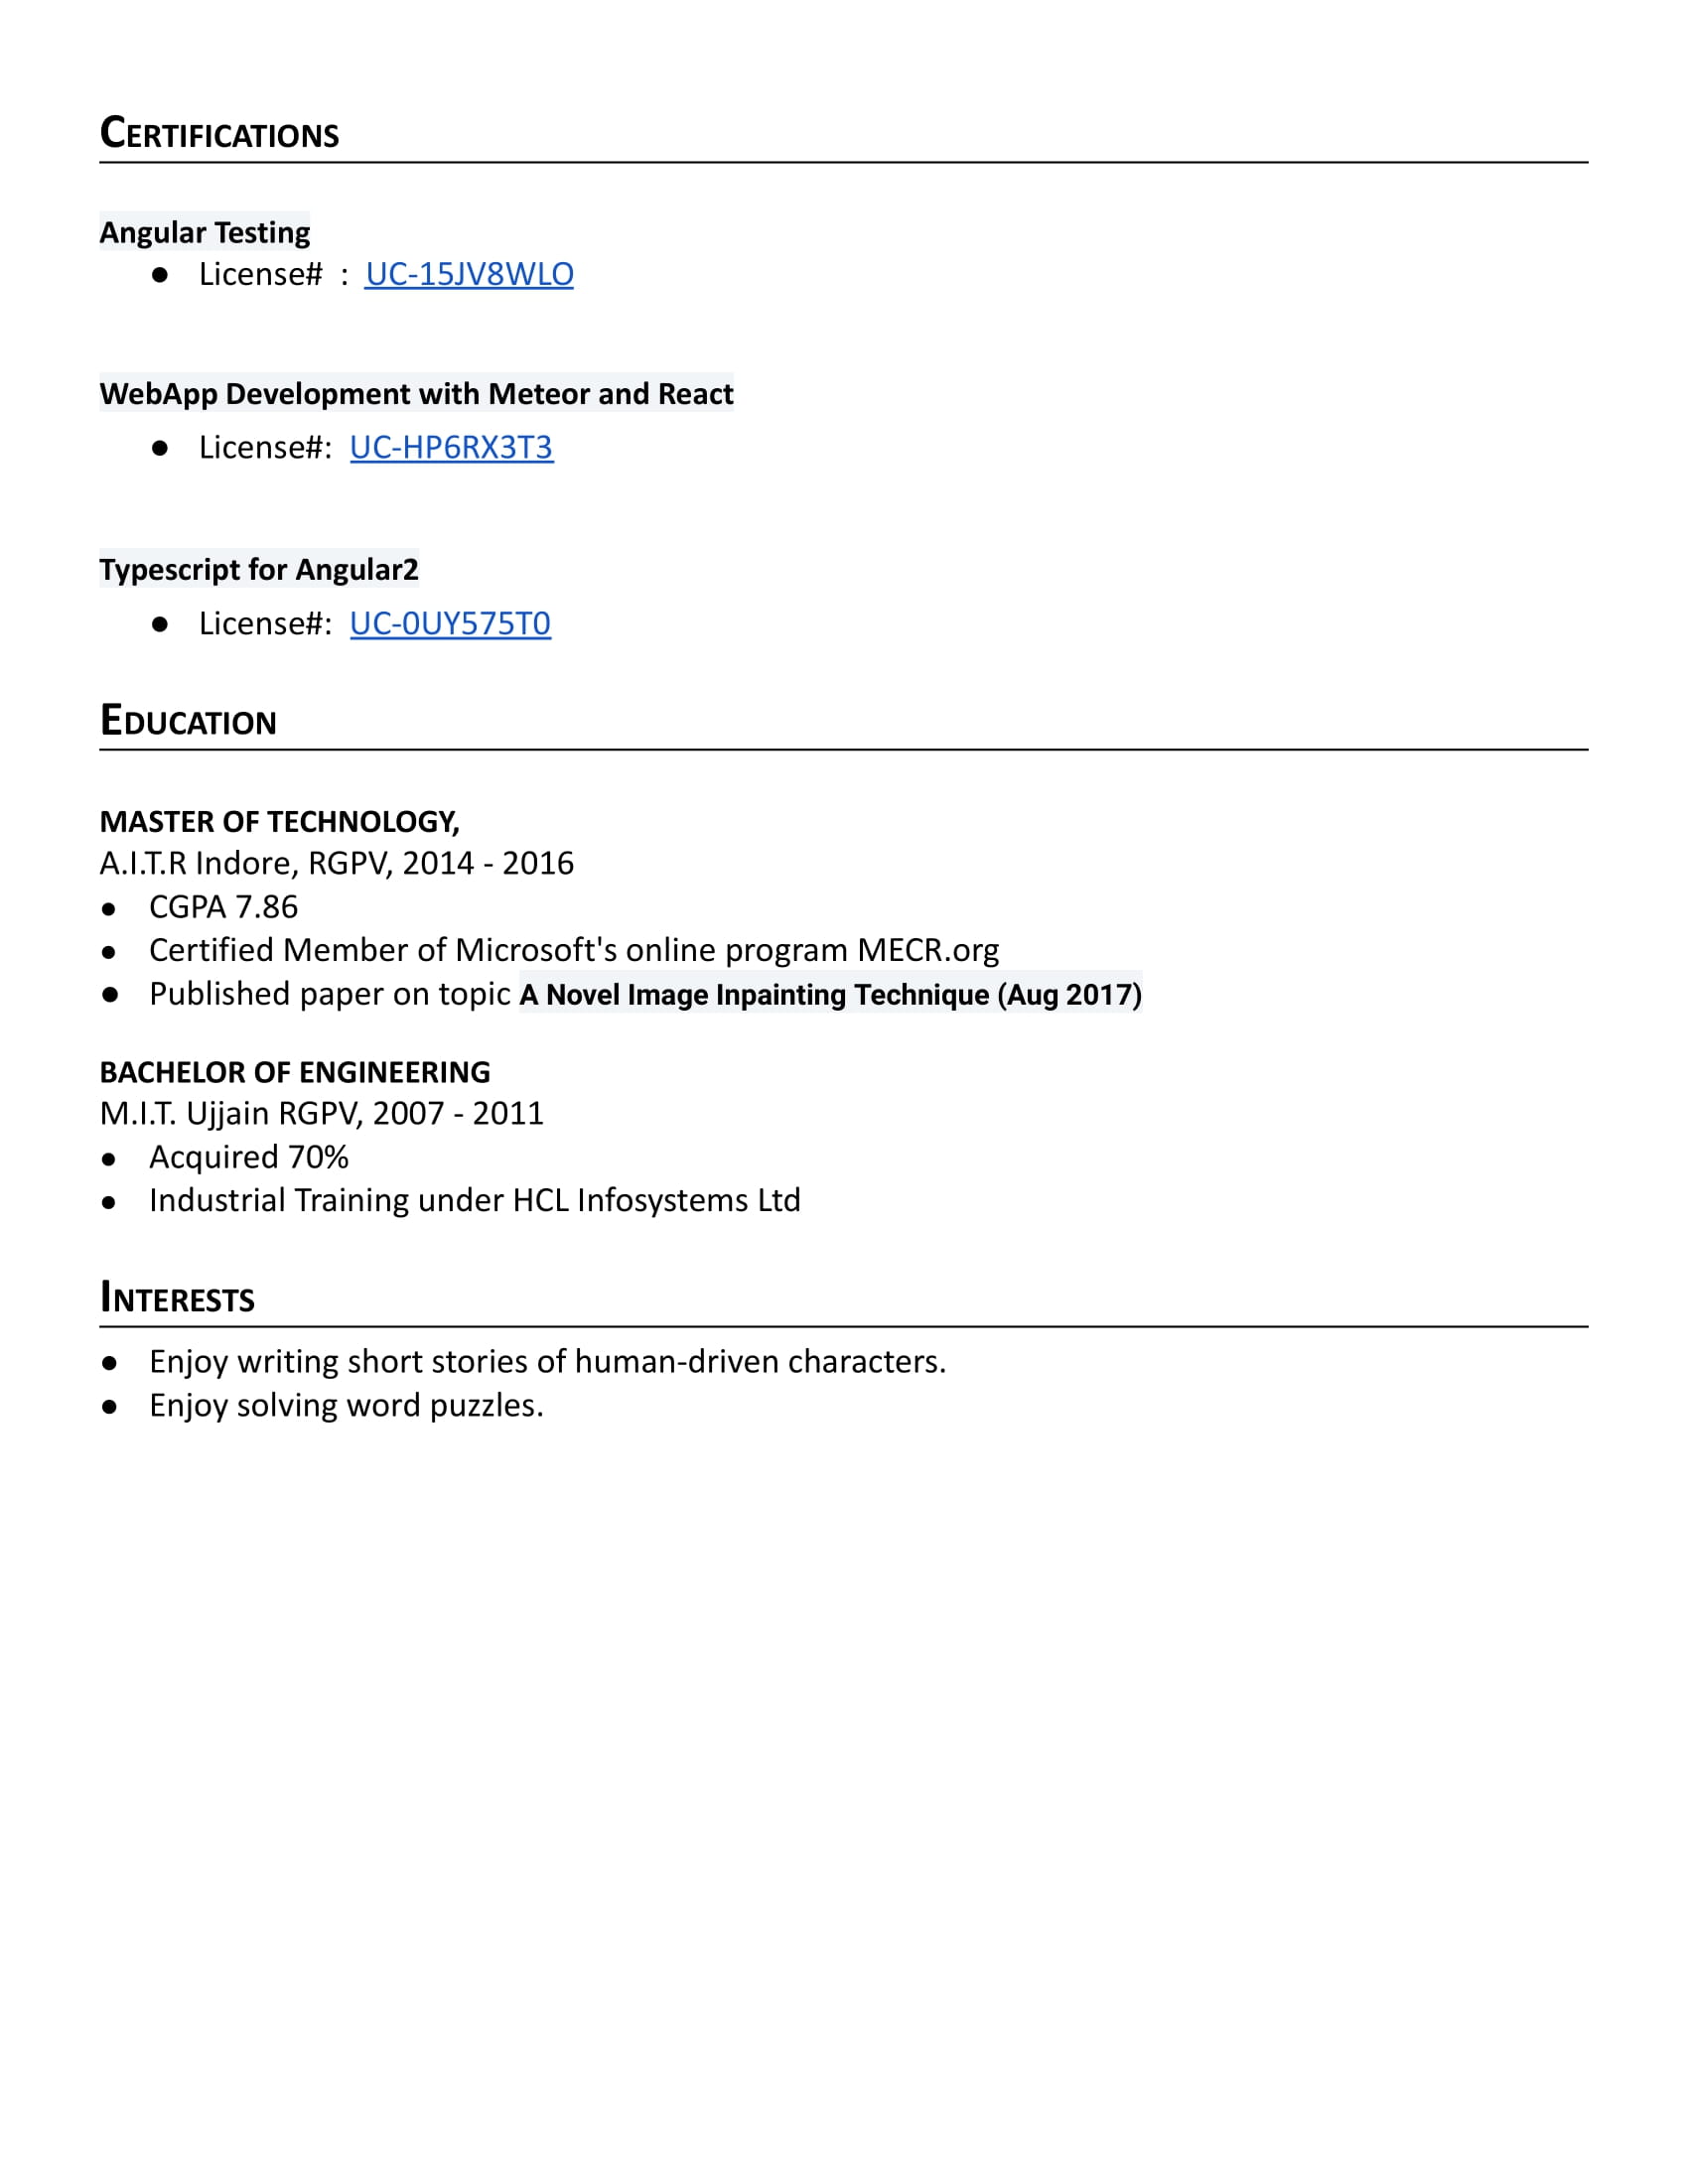 CERTIFICATIONS
Angular Testing
● License# : UC-15JV8WLO
WebApp Development with Meteor and React
● License#: UC-HP6RX3T3
Typescript for Angular2
● License#: UC-0UY575T0
EDUCATION
MASTER OF TECHNOLOGY,
A.I.T.R Indore, RGPV, 2014 - 2016
● CGPA 7.86
● Certified Member of Microsoft's online program MECR.org
● Published paper on topic A Novel Image Inpainting Technique (Aug 2017)
BACHELOR OF ENGINEERING
M.I.T. Ujjain RGPV, 2007 - 2011
● Acquired 70%
● Industrial Training under HCL Infosystems Ltd
INTERESTS
● Enjoy writing short stories of human-driven characters.
● Enjoy solving word puzzles.